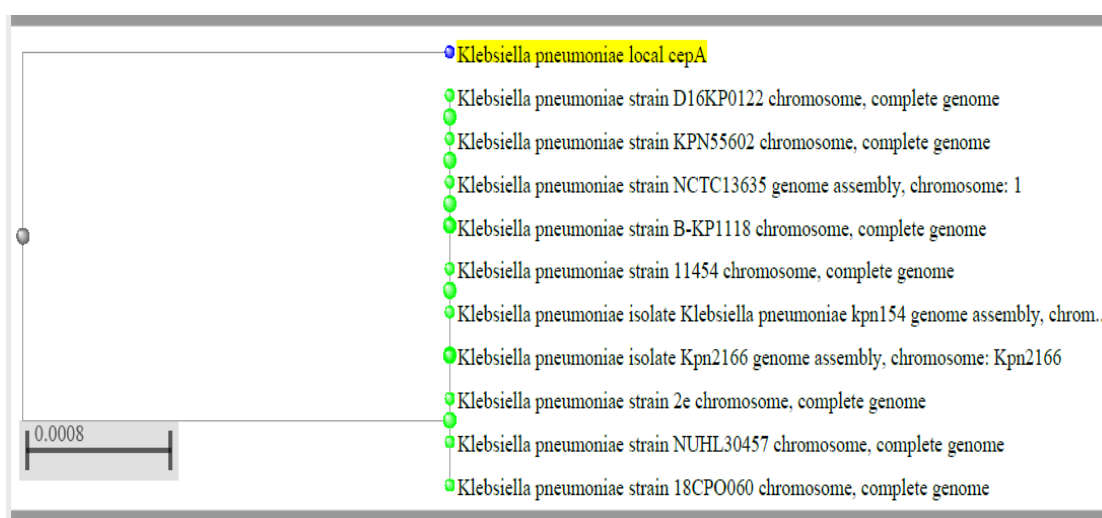 Klebsiella pneumoniae local cepA
Klebsiella pneumoniae strain D16KP0122 chromosome, complete genome
Klebsiella pneumoniae strain KPN55602 chromosome, complete genome
Klebsiella pneumoniae strain NCTC13635 genome assembly, chromosome: 1
Klebsiella pneumoniae strain B-KP1118 chromosome, complete genome
Klebsiella pneumoniae strain 11454 chromosome, complete genome
Klebsiella pneumoniae isolate Klebsiella pneumoniae kpn154 genome assembly, chrom..
Klebsiella pneumoniae isolate Kpn2166 genome assembly, chromosome: Kpn2166
Klebsiella pneumoniae strain 2e chromosome, complete genome
0.0008
Klebsiella pneumoniae strain NUHL30457 chromosome, complete genome
Klebsiella pneumoniae strain 18CPO060 chromosome, complete genome